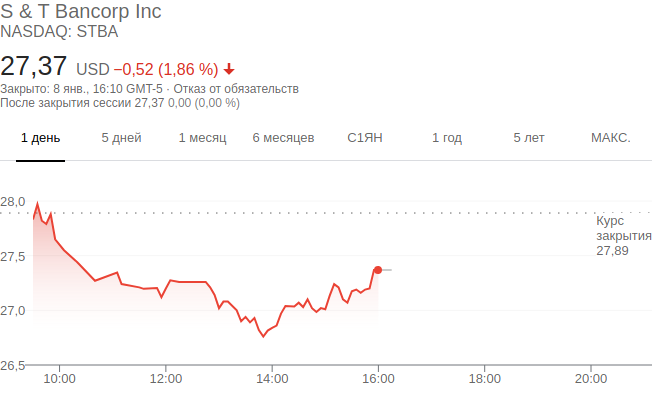 S & T Bancorp Inc
NASDAQ: STBA
27,37 USD −0,52 (1,86 %)
Закрыто: 8 янв., 16:10 GMT-5 · Отказ от обязательств
После закрытия сессии 27,37 0,00 (0,00 %)
1 день 5 дней 1 месяц 6 месяцев С1ЯН 1 год 5 лет МАКС.
28,0
Курс
закрытия
27,89
27,5
27,0
26,5
10:00 12:00 14:00 16:00 18:00 20:00